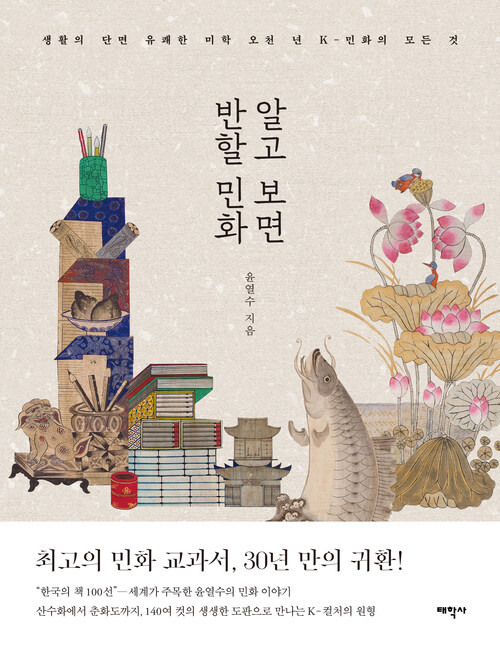 생활의 단면 유쾌한 미학 오천 년 K-민화의 모든 것
알고 보면
반할 민화
윤열수 지음
최고의 민화 교과서, 30년 만의 귀환!
“한국의 책 100선”—세계가 주목한 윤열수의 민화 이야기
산수화에서 춘화도까지, 140여 컷의 생생한 도판으로 만나는 K-컬처의 원형
태학사